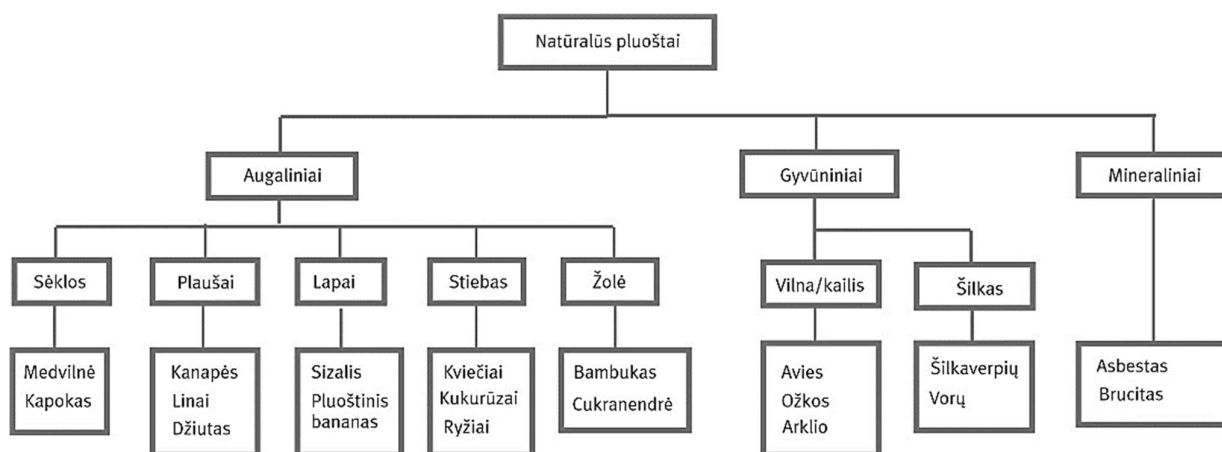 Natūralūs pluoštai
Augaliniai
Gyvūniniai
Mineraliniai
Sėklos
Plaušai
Lapai
Stiebas
Žolė
Vilna/kailis
Šilkas
Medvilnė
Kapokas
Kanapės
Linai
Džiutas
Sizalis
Pluoštinis
bananas
Kviečiai
Kukurūzai
Ryžiai
Bambukas
Cukranendrė
Avies
Ožkos
Arklio
Šilkaverpių
Vorų
Asbestas
Brucitas